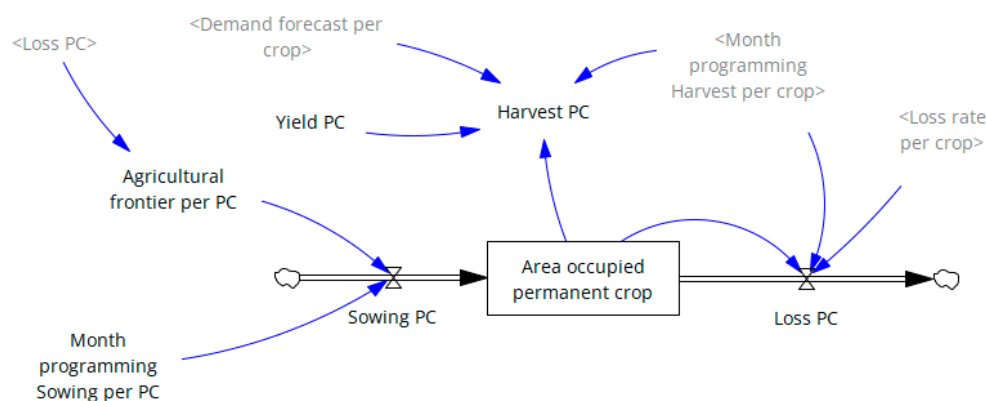 <Loss PC>
<Demand forecast per
crop>
<Month
programming
Harvest per crop>
Yield PC
Harvest PC
<Loss rate
per crop>
Agricultural
frontier per PC
Area occupied
permanent crop
Sowing PC
Loss PC
Month
programming
Sowing per PC